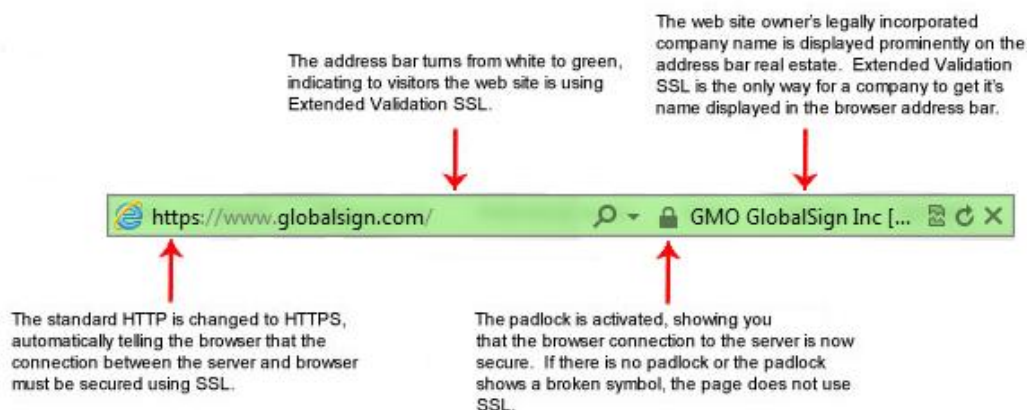 The web site owner's legally incorporated
company name is displayed prominently on the
address bar real estate.  Extended Validation
SSL is the only way for a company to get it's
name displayed in the browser address bar.
The address bar turns from white to green,
indicating to visitors the web site is using
Extended Validation SSL.
https://www.globalsign.com/ GMO GlobalSign Inc [...
The standard HTTP is changed to HTTPS,
automatically telling the browser that the
connection between the server and browser
must be secured using SSL.
The padlock is activated, showing you
that the browser connection to the server is now
secure.  If there is no padlock or the padlock
shows a broken symbol, the page does not use
SSL.